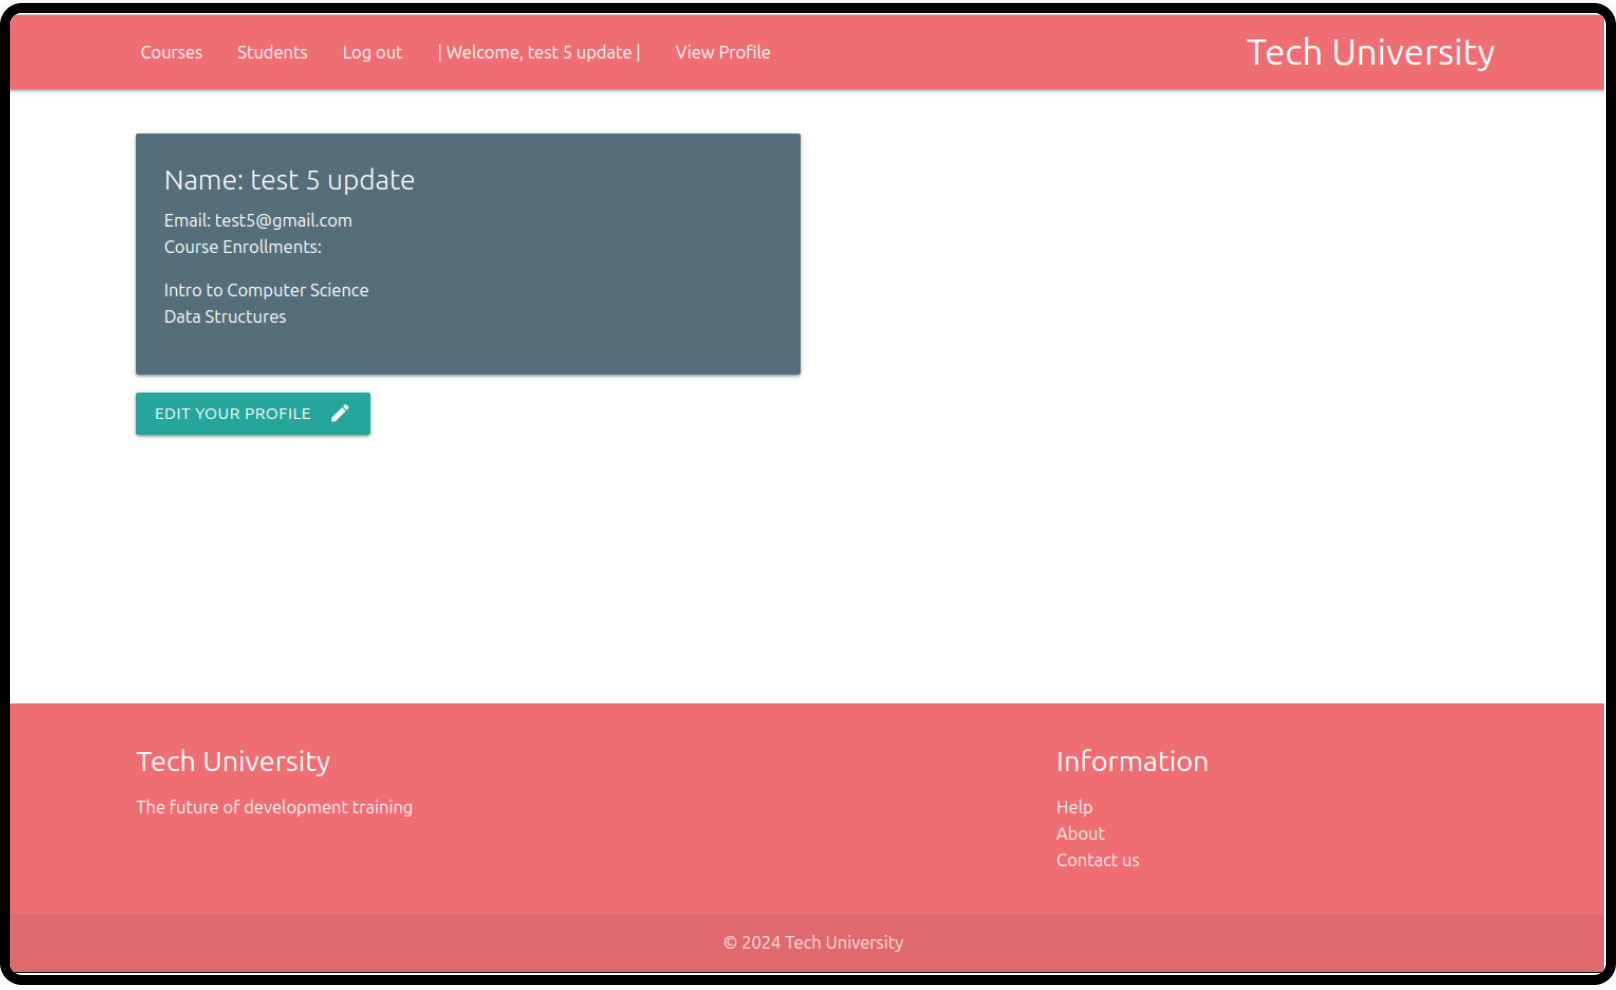 Courses Students Log out | Welcome, test 5 update | View Profile Tech University
Name: test 5 update
Email: test5@gmail.com
Course Enrollments:
Intro to Computer Science
Data Structures
EDIT YOUR PROFILE
Tech University
The future of development training
Information
Help
About
Contact us
© 2024 Tech University